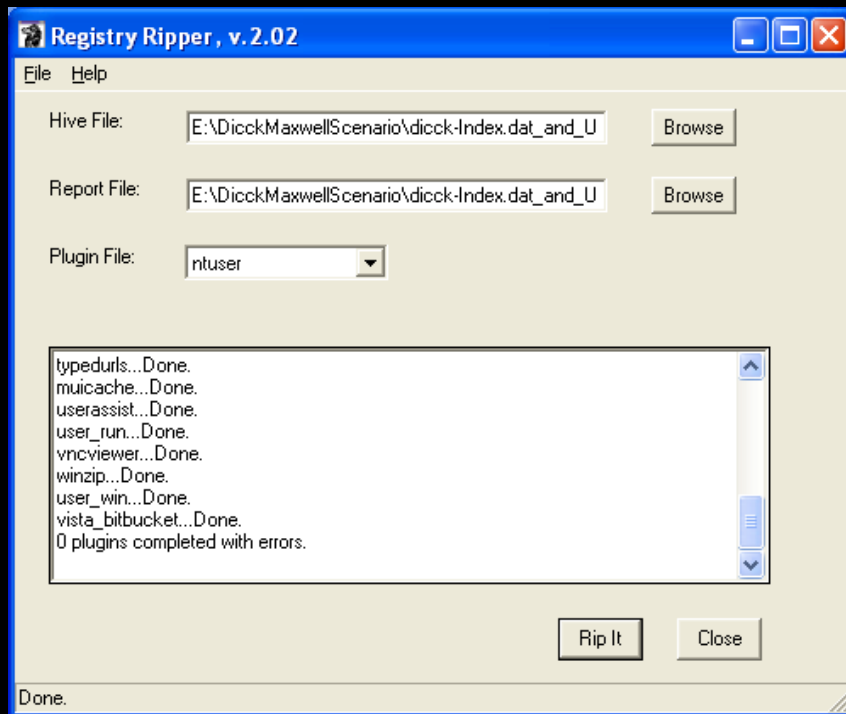 Registry Ripper, v.2.02
File Help
Hive File: E:\DicckMaxwellScenario\dicck-Index.dat_and_U Browse
Report File: E:\DicckMaxwellScenario\dicck-Index.dat_and_U Browse
Plugin File: ntuser
typedurls...Done.
muicache...Done.
userassist...Done.
user_run...Done.
vncviewer...Done.
winzip...Done.
user_win...Done.
vista_bitbucket...Done.
0 plugins completed with errors.
Rip It Close
Done.